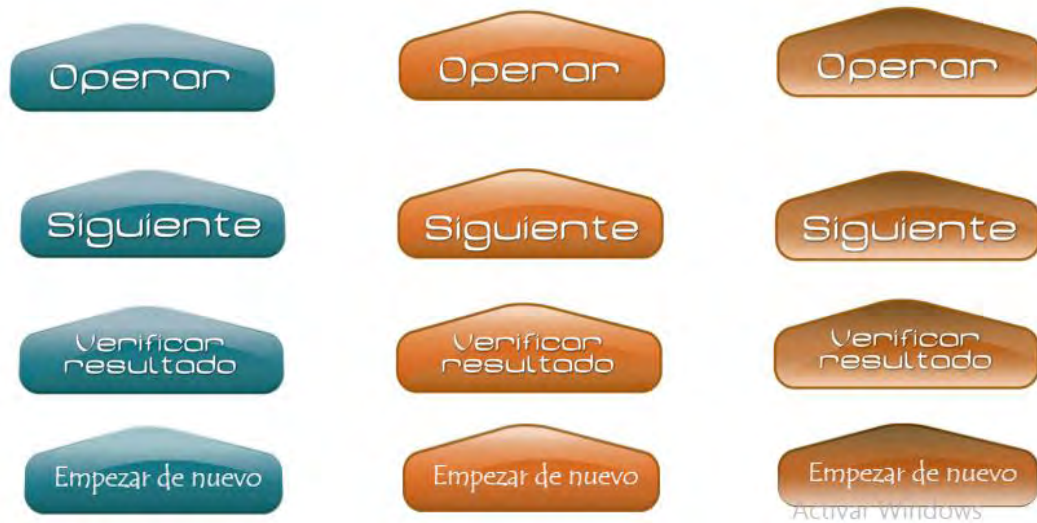 Operar Operar Operar
Siguiente Siguiente Siguiente
Verificar Verificar Verificar
resultado resultado resultado
Empezar de nuevo Empezar de nuevo Empezar de nuevo
Activar Windows